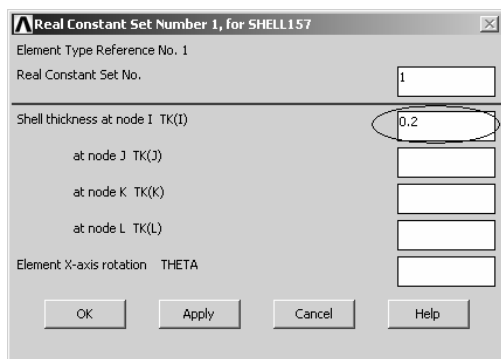 Real Constant Set Number 1, for SHELL157
Element Type Reference No. 1
Real Constant Set No. 1
Shell thickness at node I TK(I) 0.2
at node J TK(J)
at node K TK(K)
at node L TK(L)
Element X-axis rotation THETA
OK Apply Cancel Help